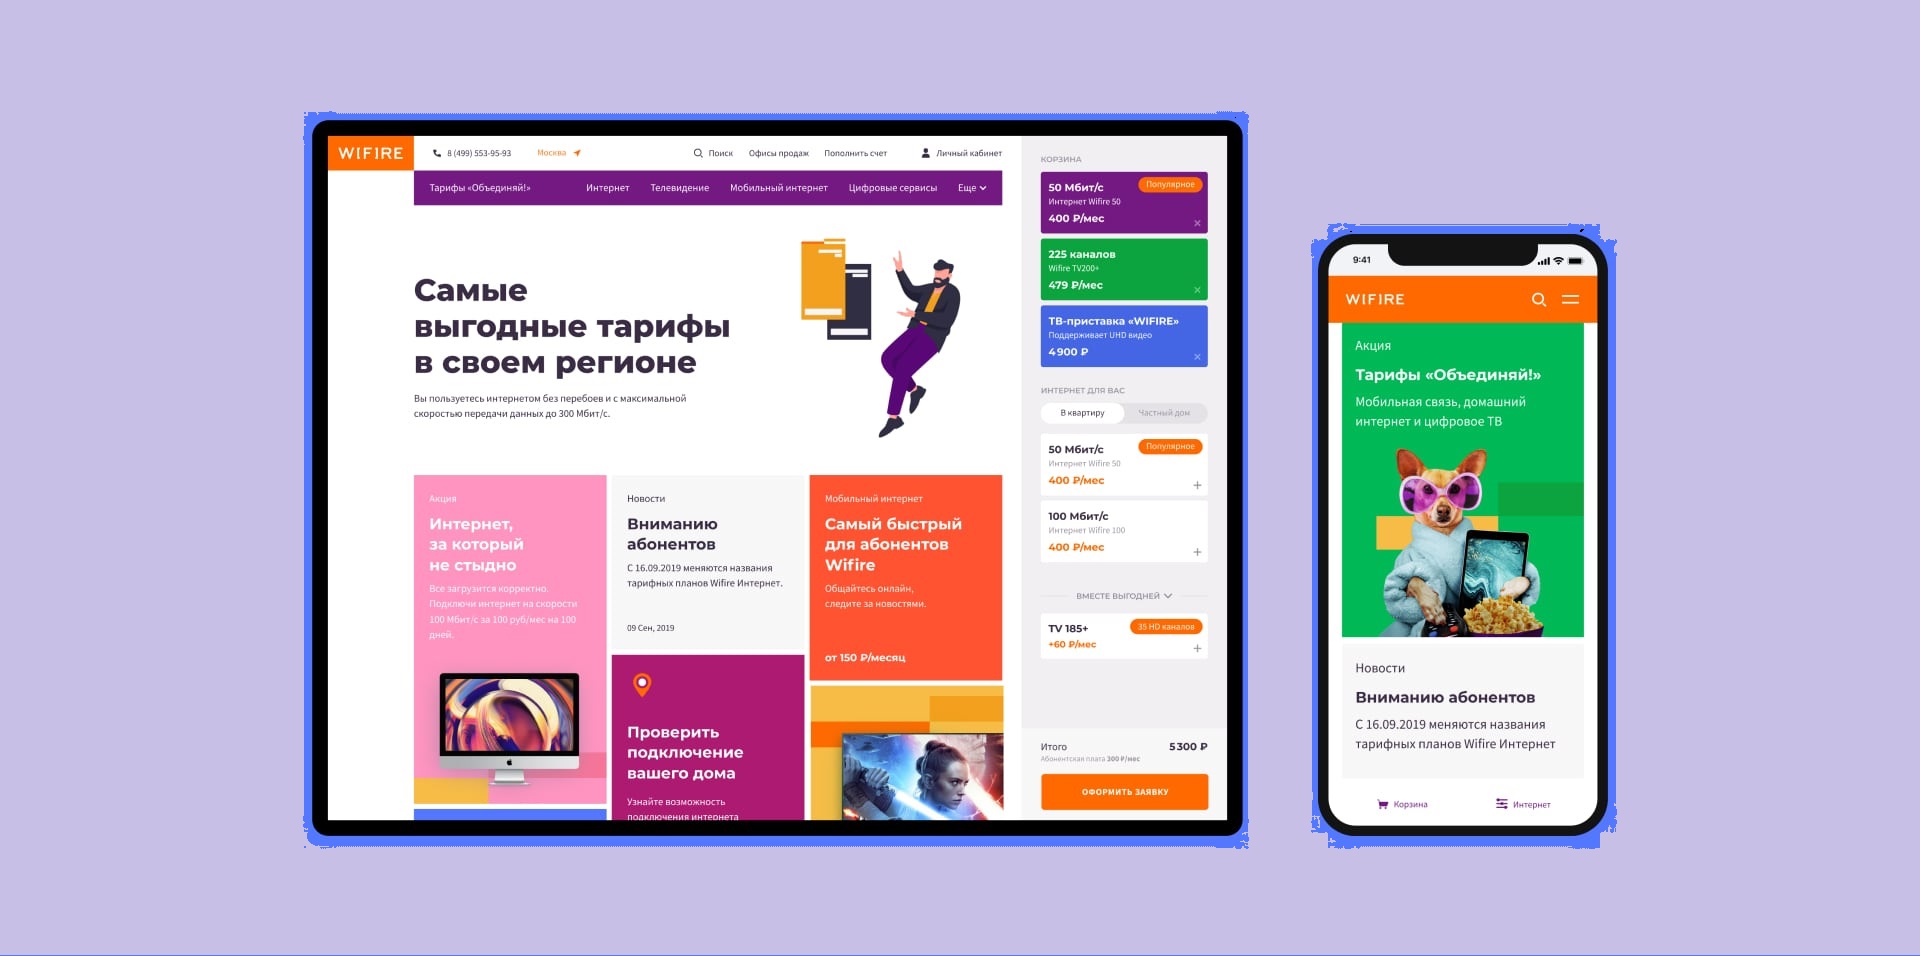 WIFIRE
8 (499) 553-95-93
Москва
Поиск
Офисы продаж
Пополнить счет
Личный кабинет
Тарифы «Объединяй!»
Интернет
Телевидение
Мобильный интернет
Цифровые сервисы
Еще
Самые
выгодные тарифы
в своем регионе
Вы пользуетесь интернетом без перебоев и с максимальной
скоростью передачи данных до 300 Мбит/с.
Акция
Интернет,
за который
не стыдно
Все загрузится корректно.
Подключи интернет на скорости
100 Мбит/с за 100 руб/мес на 100
дней.
Новости
Вниманию
абонентов
С 16.09.2019 меняются названия
тарифных планов Wifire Интернет.
09 Сен, 2019
Проверить
подключение
вашего дома
Узнайте возможность
подключения интернета
Мобильный интернет
Самый быстрый
для абонентов
Wifire
Общайтесь онлайн,
следите за новостями.
от 150 ₽/месяц
КОРЗИНА
50 Мбит/с
Популярное
Интернет Wifire 50
400 ₽/мес
225 каналов
Wifire TV200+
479 ₽/мес
ТВ-приставка «WIFIRE»
Поддерживает UHD видео
4 900 ₽
ИНТЕРНЕТ ДЛЯ ВАС
В квартиру
Частный дом
50 Мбит/с
Популярное
Интернет Wifire 50
400 ₽/мес
100 Мбит/с
Интернет Wifire 100
400 ₽/мес
ВМЕСТЕ ВЫГОДНЕЙ
TV 185+
35 HD каналов
+60 ₽/мес
Итого
5 300 ₽
Абонентская плата 300 ₽/мес
ОФОРМИТЬ ЗАЯВКУ
9:41
WIFIRE
Акция
Тарифы «Объединяй!»
Мобильная связь, домашний
интернет и цифровое ТВ
Новости
Вниманию абонентов
С 16.09.2019 меняются названия
тарифных планов Wifire Интернет
Корзина
Интернет